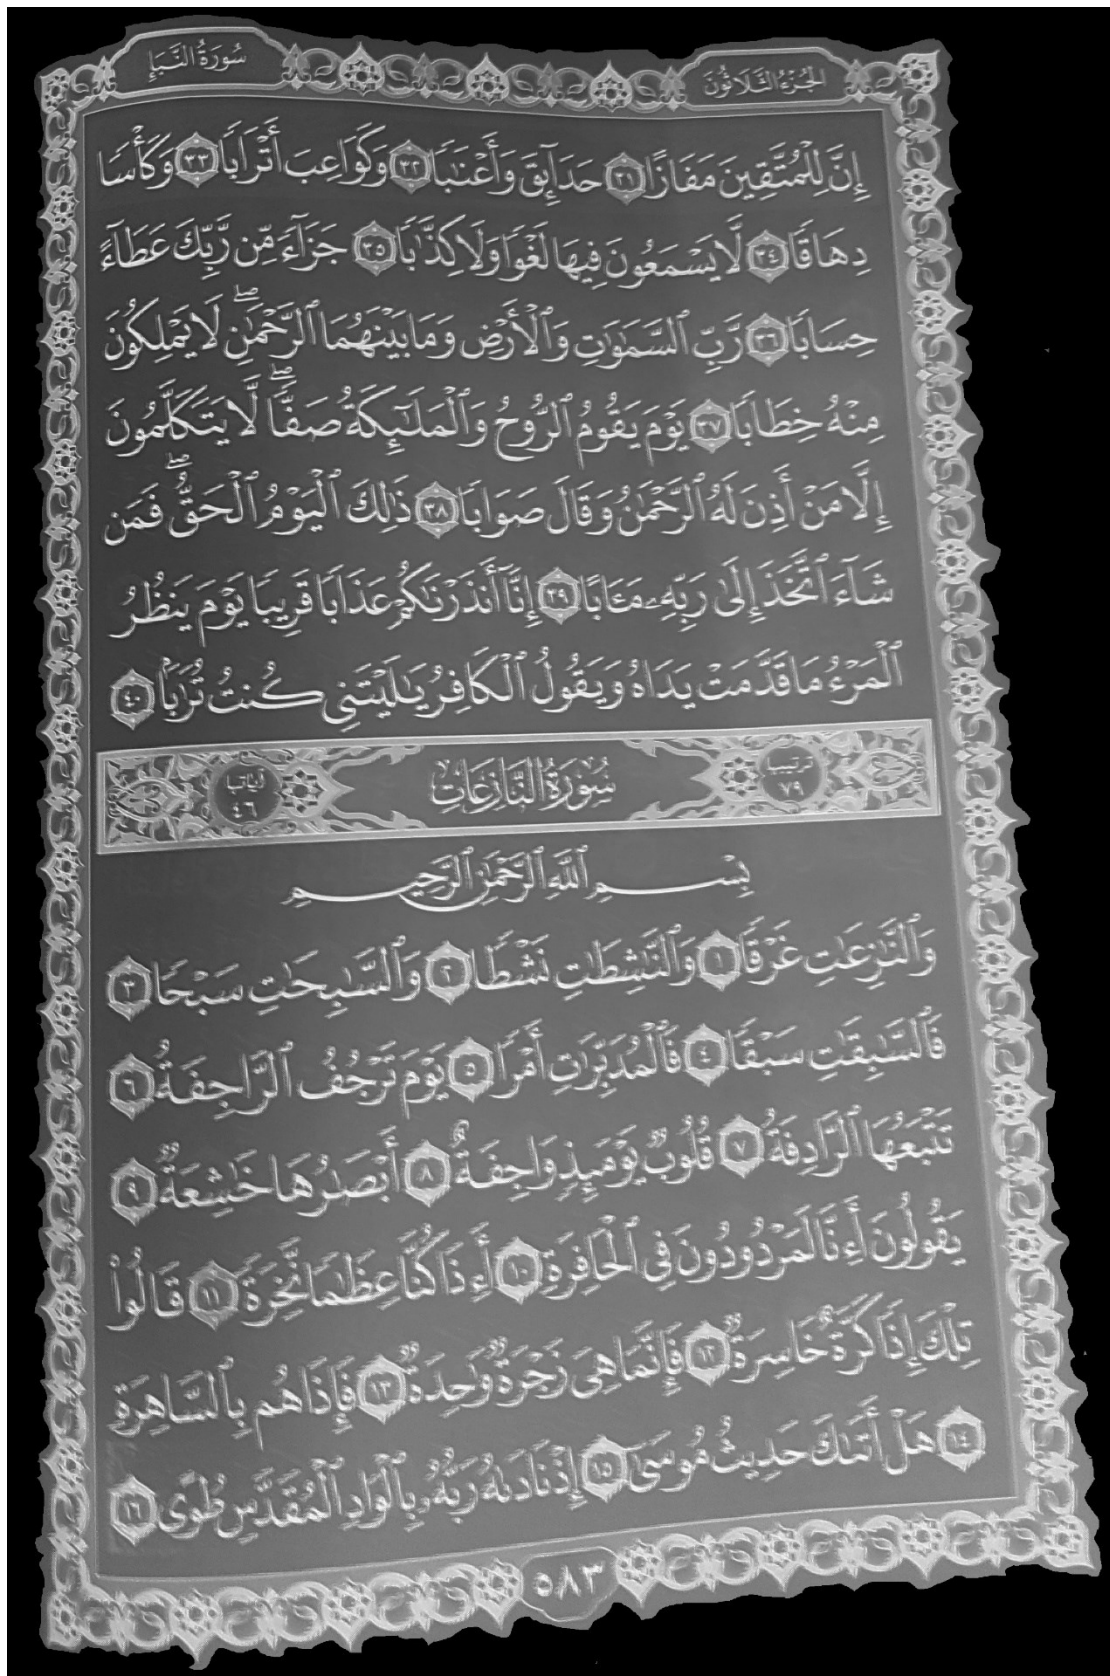 الجزء الثلاثون
سورة النبإ
إِنَّ لِلْمُتَّقِينَ مَفَازًا ٣١ حَدَآئِقَ وَأَعْنَٰبًا ٣٢ وَكَوَاعِبَ أَتْرَابًا ٣٣ وَكَأْسًا
دِهَاقًا ٣٤ لَّا يَسْمَعُونَ فِيهَا لَغْوًا وَلَا كِذَّٰبًا ٣٥ جَزَآءً مِّن رَّبِّكَ عَطَآءً
حِسَابًا ٣٦ رَّبِّ ٱلسَّمَٰوَٰتِ وَٱلْأَرْضِ وَمَا بَيْنَهُمَا ٱلرَّحْمَٰنِۖ لَا يَمْلِكُونَ
مِنْهُ خِطَابًا ٣٧ يَوْمَ يَقُومُ ٱلرُّوحُ وَٱلْمَلَٰٓئِكَةُ صَفًّاۖ لَّا يَتَكَلَّمُونَ
إِلَّا مَنْ أَذِنَ لَهُ ٱلرَّحْمَٰنُ وَقَالَ صَوَابًا ٣٨ ذَٰلِكَ ٱلْيَوْمُ ٱلْحَقُّۖ فَمَن
شَآءَ ٱتَّخَذَ إِلَىٰ رَبِّهِۦ مَـَٔابًا ٣٩ إِنَّآ أَنذَرْنَٰكُمْ عَذَابًا قَرِيبًا يَوْمَ يَنظُرُ
ٱلْمَرْءُ مَا قَدَّمَتْ يَدَاهُ وَيَقُولُ ٱلْكَافِرُ يَٰلَيْتَنِى كُنتُ تُرَٰبًۢا ٤٠
ترتيبها ٧٩ سُورَةُ النَّازِعَاتِ آياتها ٤٦
بِسْمِ ٱللَّهِ ٱلرَّحْمَٰنِ ٱلرَّحِيمِ
وَٱلنَّٰزِعَٰتِ غَرْقًا ١ وَٱلنَّٰشِطَٰتِ نَشْطًا ٢ وَٱلسَّٰبِحَٰتِ سَبْحًا ٣
فَٱلسَّٰبِقَٰتِ سَبْقًا ٤ فَٱلْمُدَبِّرَٰتِ أَمْرًا ٥ يَوْمَ تَرْجُفُ ٱلرَّاجِفَةُ ٦
تَتْبَعُهَا ٱلرَّادِفَةُ ٧ قُلُوبٌ يَوْمَئِذٍ وَاجِفَةٌ ٨ أَبْصَٰرُهَا خَٰشِعَةٌ ٩
يَقُولُونَ أَءِنَّا لَمَرْدُودُونَ فِى ٱلْحَافِرَةِ ١٠ أَءِذَا كُنَّا عِظَٰمًا نَّخِرَةً ١١ قَالُوا۟
تِلْكَ إِذًا كَرَّةٌ خَاسِرَةٌ ١٢ فَإِنَّمَا هِىَ زَجْرَةٌ وَٰحِدَةٌ ١٣ فَإِذَا هُم بِٱلسَّاهِرَةِ
١٤ هَلْ أَتَىٰكَ حَدِيثُ مُوسَىٰٓ ١٥ إِذْ نَادَىٰهُ رَبُّهُۥ بِٱلْوَادِ ٱلْمُقَدَّسِ طُوًى ١٦
٥٨٣